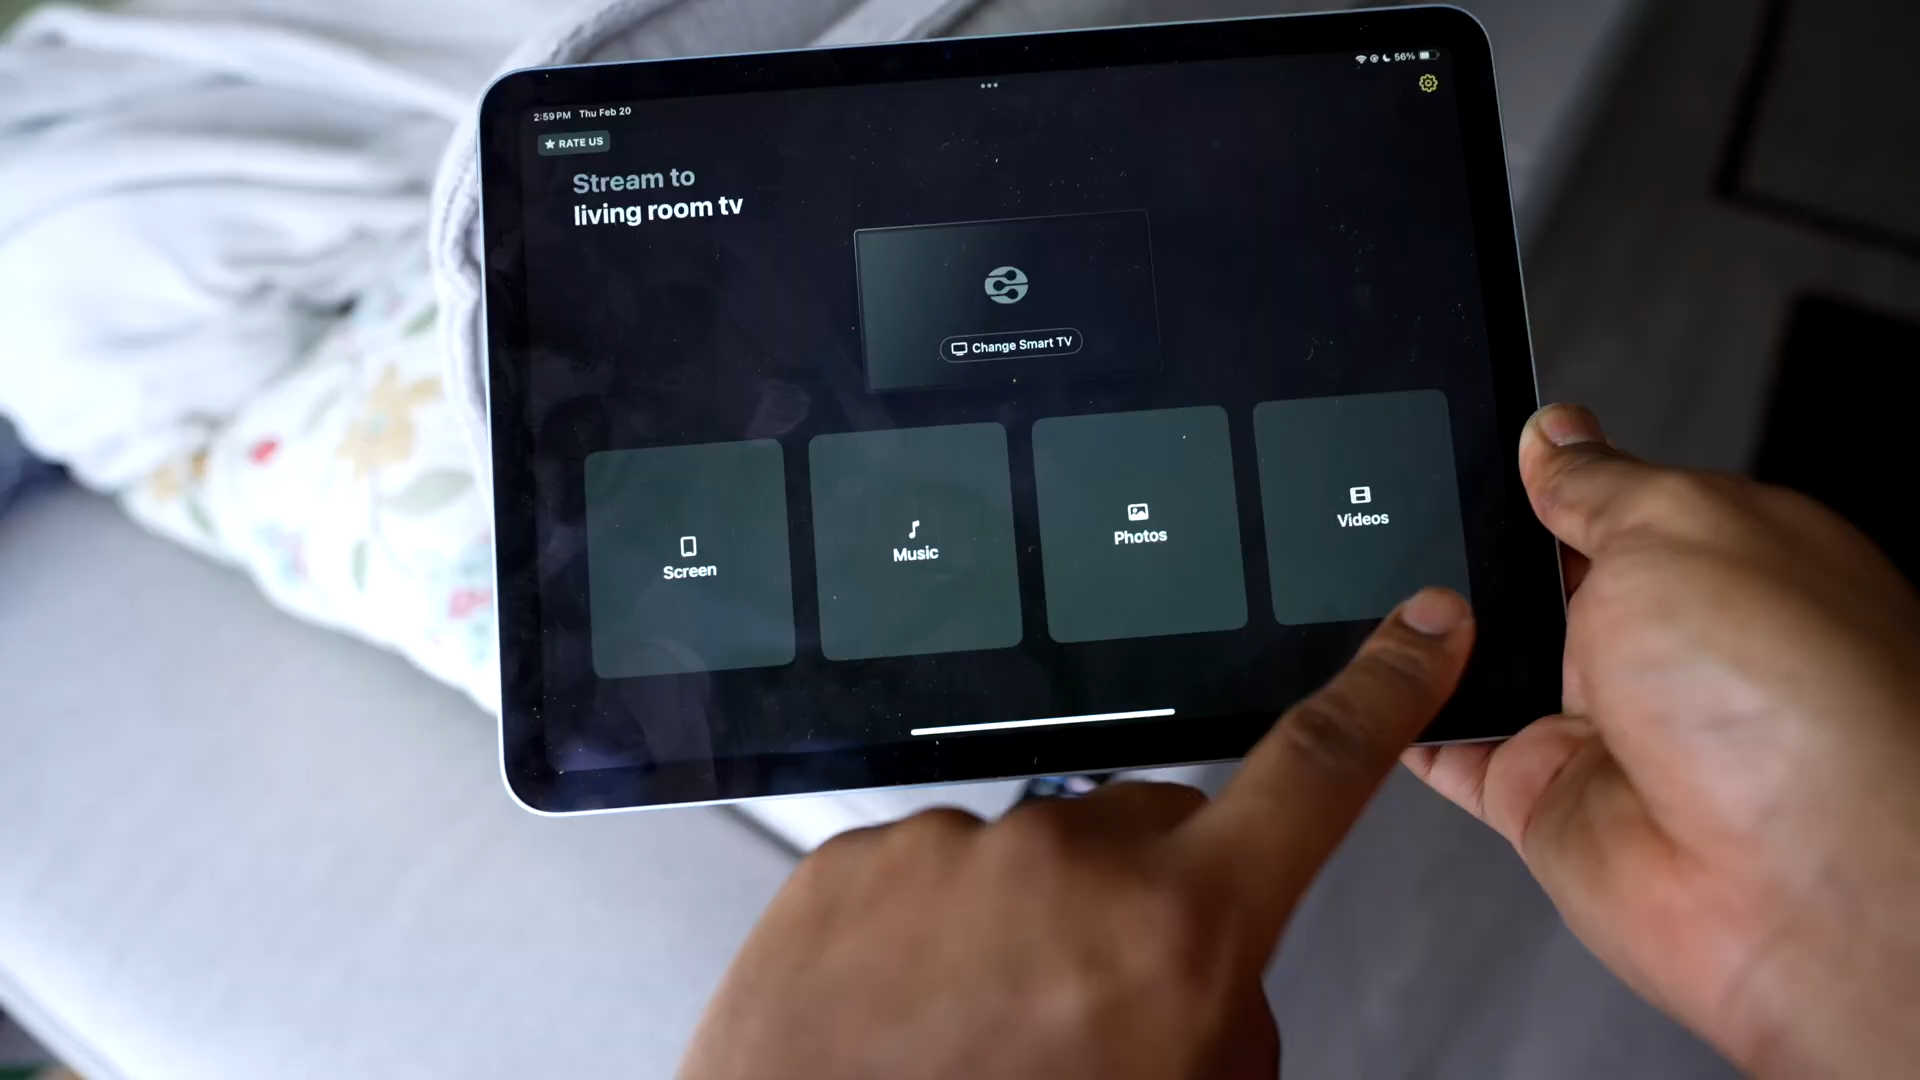 2:59 PM Thu Feb 20
56%
RATE US
Stream to
living room tv
Change Smart TV
Screen
Music
Photos
Videos